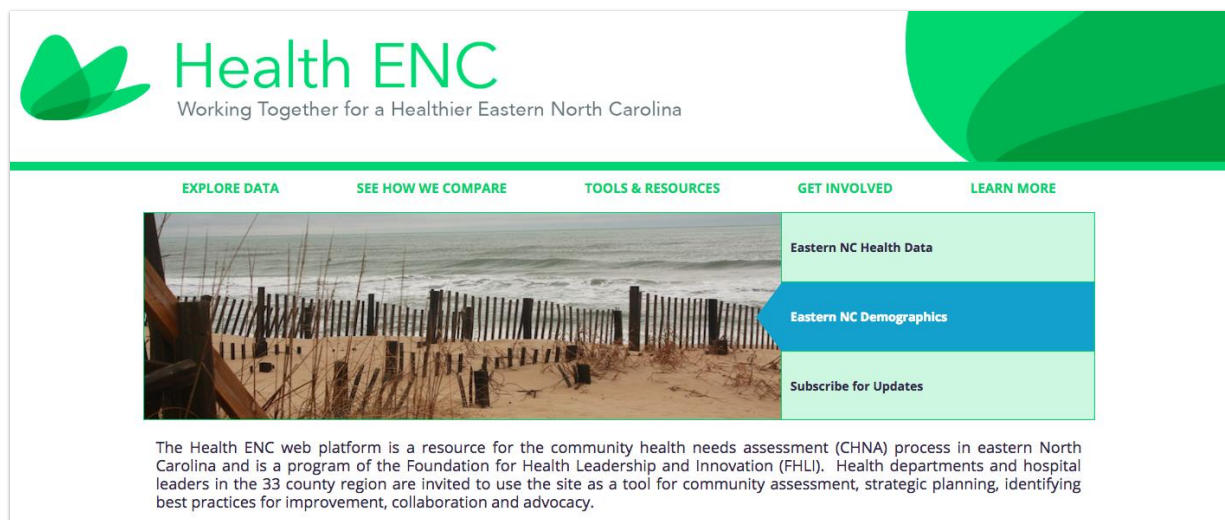 Health ENC
Working Together for a Healthier Eastern North Carolina
EXPLORE DATA SEE HOW WE COMPARE TOOLS & RESOURCES GET INVOLVED LEARN MORE
Eastern NC Health Data
Eastern NC Demographics
Subscribe for Updates
The Health ENC web platform is a resource for the community health needs assessment (CHNA) process in eastern North
Carolina and is a program of the Foundation for Health Leadership and Innovation (FHLI). Health departments and hospital
leaders in the 33 county region are invited to use the site as a tool for community assessment, strategic planning, identifying
best practices for improvement, collaboration and advocacy.